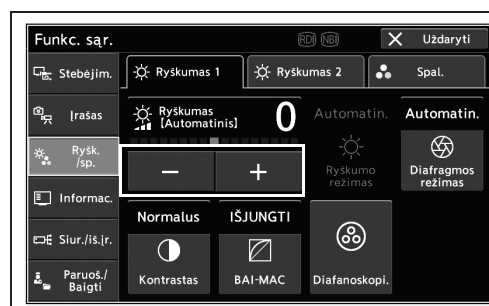 Funkc. sąr.
RDI NBI
Uždaryti
Stebėjim.
Įrašas
Ryšk.
/sp.
Informac.
Siur./iš.įr.
Paruoš./
Baigti
Ryškumas 1
Ryškumas 2
Spal.
Ryškumas
[Automatinis]
0
Automatin.
Ryškumo
režimas
Automatin.
Diafragmos
režimas
Normalus
Kontrastas
IŠJUNGTI
BAI-MAC
Diafanoskopi.